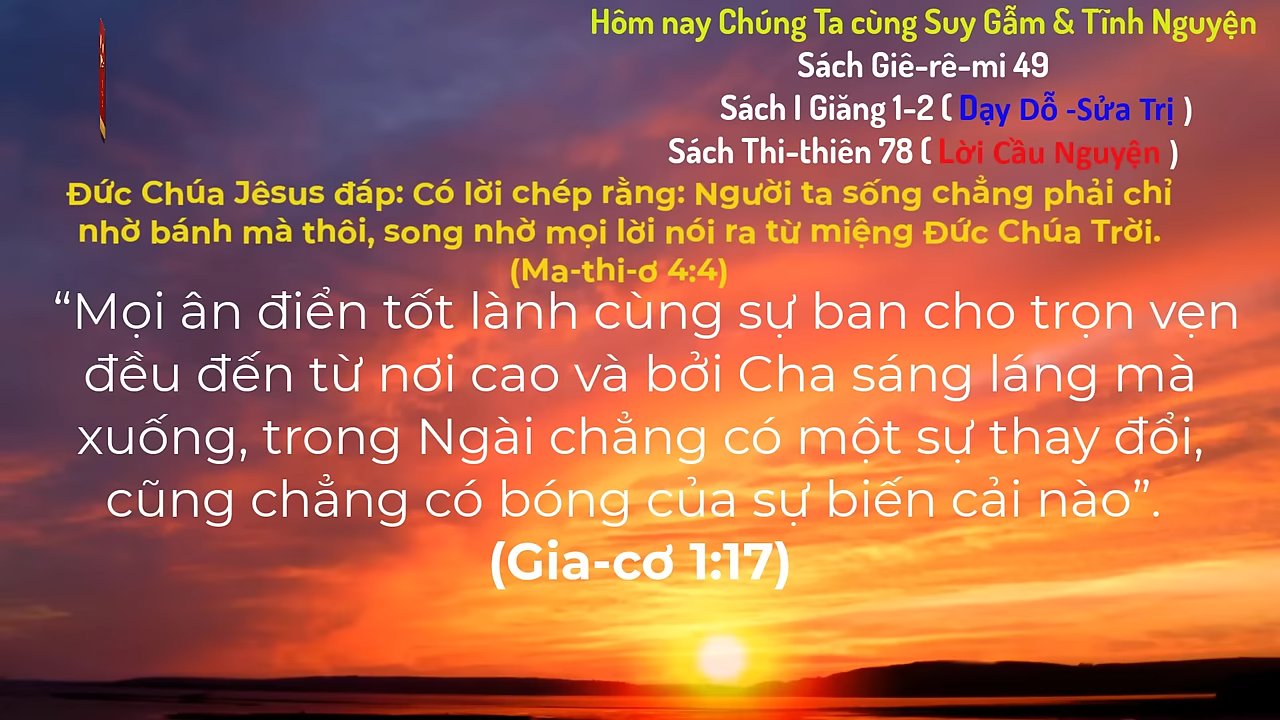 Hôm nay Chúng Ta cùng Suy Gẫm & Tĩnh Nguyện
Sách Giê-rê-mi 49
Sách I Giăng 1-2 ( Dạy Dỗ -Sửa Trị )
Sách Thi-thiên 78 ( Lời Cầu Nguyện )
Đức Chúa Jêsus đáp: Có lời chép rằng: Người ta sống chẳng phải chỉ
nhờ bánh mà thôi, song nhờ mọi lời nói ra từ miệng Đức Chúa Trời.
(Ma-thi-ơ 4:4)
“Mọi ân điển tốt lành cùng sự ban cho trọn vẹn
đều đến từ nơi cao và bởi Cha sáng láng mà
xuống, trong Ngài chẳng có một sự thay đổi,
cũng chẳng có bóng của sự biến cải nào”.
(Gia-cơ 1:17)